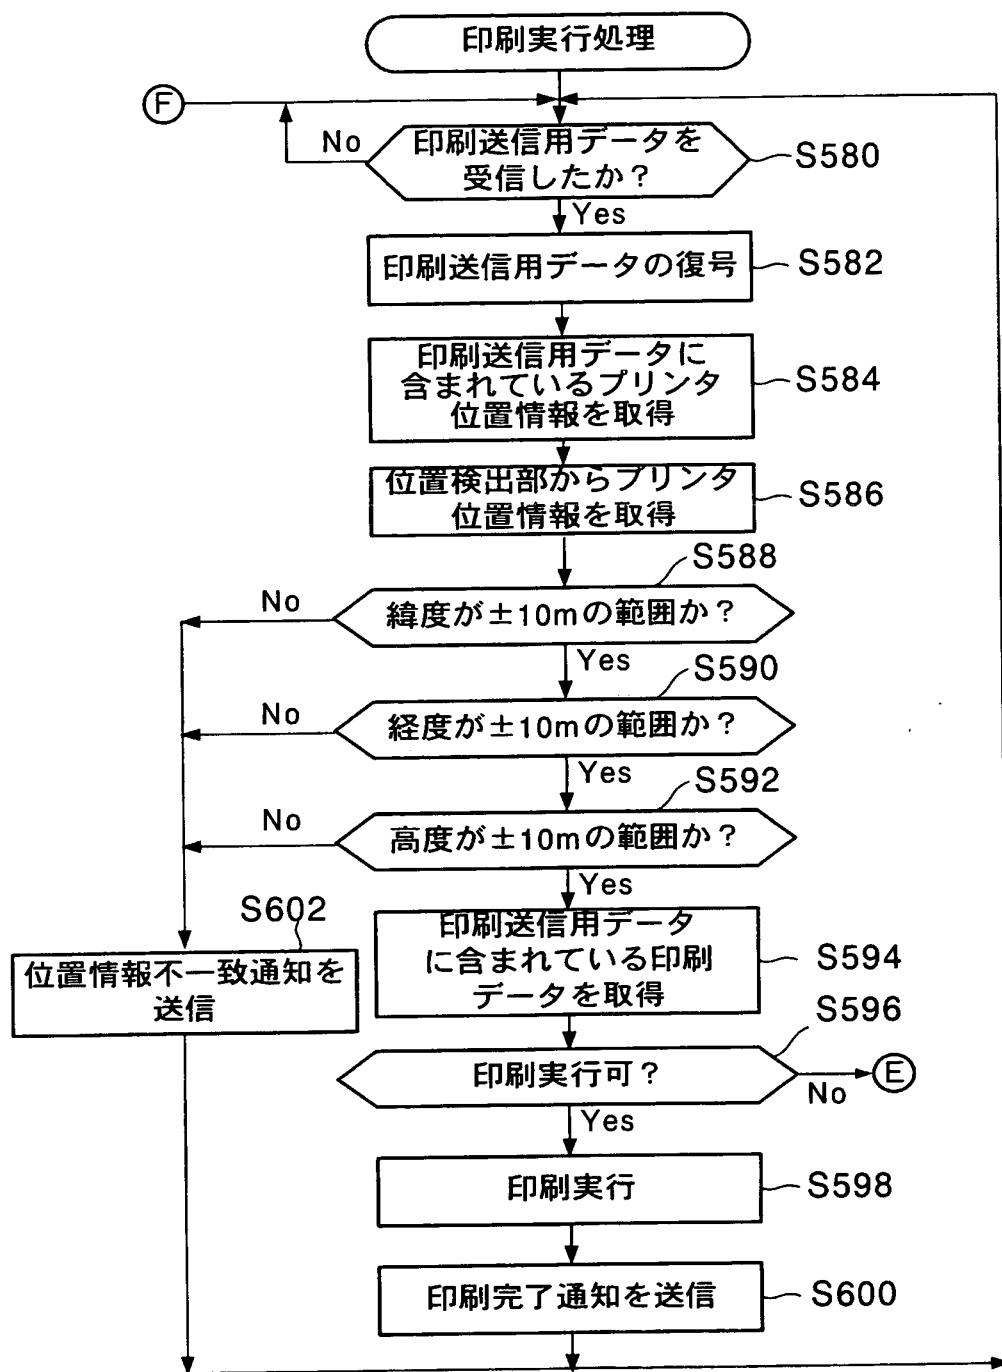 印刷実行処理
F
No
印刷送信用データを
受信したか？
S580
Yes
印刷送信用データの復号
S582
印刷送信用データに
含まれているプリンタ
位置情報を取得
S584
位置検出部からプリンタ
位置情報を取得
S586
S588
No
緯度が±10mの範囲か？
Yes
S590
No
経度が±10mの範囲か？
Yes
S592
No
高度が±10mの範囲か？
Yes
S602
位置情報不一致通知を
送信
印刷送信用データ
に含まれている印刷
データを取得
S594
S596
印刷実行可？
No
E
Yes
印刷実行
S598
印刷完了通知を送信
S600